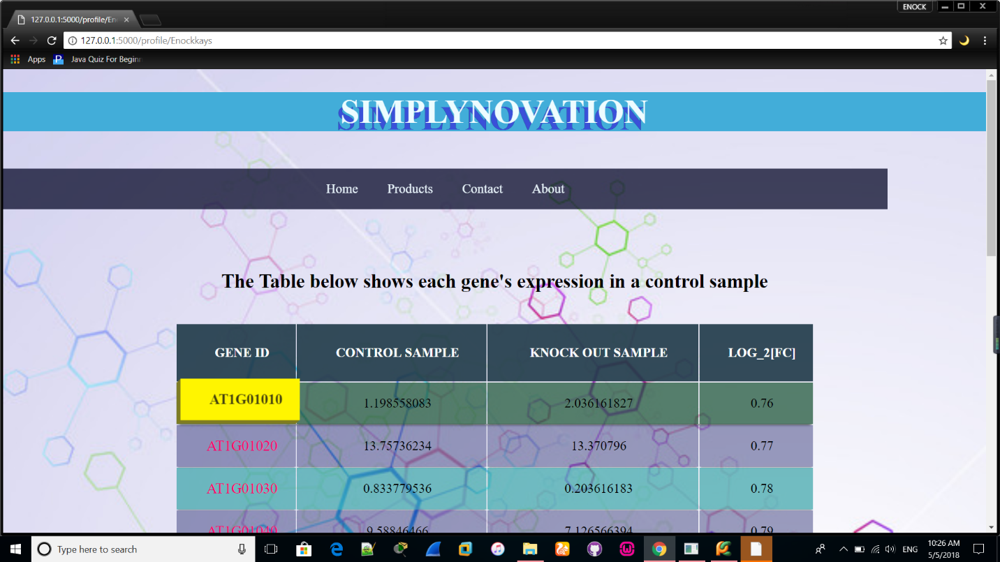 ENOCK
127.0.0.1:5000/profile/En
127.0.0.1:5000/profile/Enockkays
Apps Java Quiz For Beginn
SIMPLYNOVATION
Home Products Contact About
The Table below shows each gene's expression in a control sample
GENE ID CONTROL SAMPLE KNOCK OUT SAMPLE LOG_2[FC]
AT1G01010 1.198558083 2.036161827 0.76
AT1G01020 13.75736234 13.370796 0.77
AT1G01030 0.833779536 0.203616183 0.78
AT1G01040 9.58846466 7.126566394 0.79
Type here to search
ENG
10:26 AM
5/5/2018